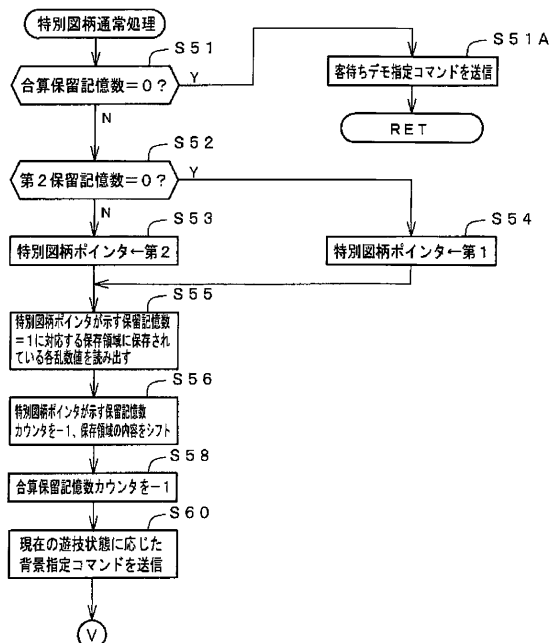 特別図柄通常処理
S51
合算保留記憶数=0?
Y
N
S51A
客待ちデモ指定コマンドを送信
RET
S52
第2保留記憶数=0?
Y
N
S53
特別図柄ポインタ←第2
S54
特別図柄ポインタ←第1
S55
特別図柄ポインタが示す保留記憶数
=1に対応する保存領域に保存され
ている各乱数値を読み出す
S56
特別図柄ポインタが示す保留記憶数
カウンタを-1、保存領域の内容をシフト
S58
合算保留記憶数カウンタを-1
S60
現在の遊技状態に応じた
背景指定コマンドを送信
V